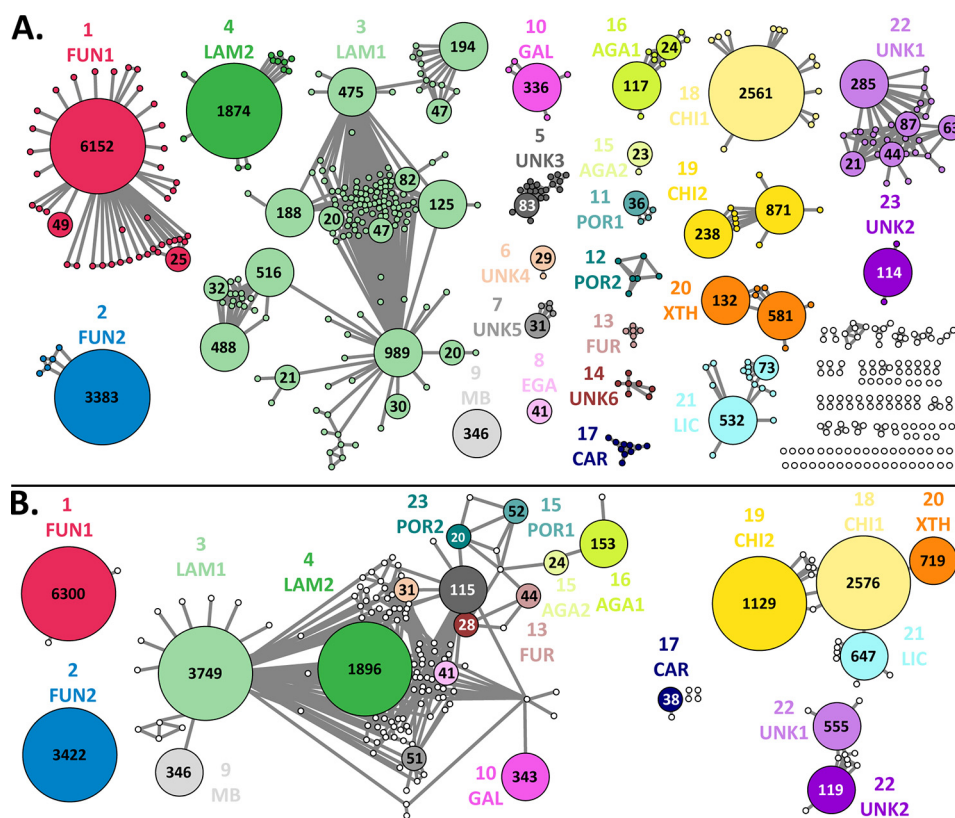 A.
1
FUN1
6152
49
25
2
FUN2
3383
4
LAM2
1874
3
LAM1
475
194
47
188
20
82
47
125
516
32
488
989
21
20
30
10
GAL
336
5
UNK3
83
6
UNK4
29
7
UNK5
31
8
EGA
41
9
MB
346
16
AGA1
24
117
15
AGA2
23
11
POR1
36
12
POR2
13
FUR
14
UNK6
17
CAR
18
CHI1
2561
19
CHI2
871
238
20
XTH
132
581
21
LIC
73
532
22
UNK1
285
87
63
44
21
23
UNK2
114
B.
1
FUN1
6300
2
FUN2
3422
3
LAM1
3749
9
MB
346
4
LAM2
1896
31
115
28
41
51
23
POR2
20
15
POR1
52
24
15
AGA2
153
16
AGA1
44
13
FUR
10
GAL
343
17
CAR
38
19
CHI2
1129
18
CHI1
2576
20
XTH
719
21
LIC
647
22
UNK1
555
119
22
UNK2